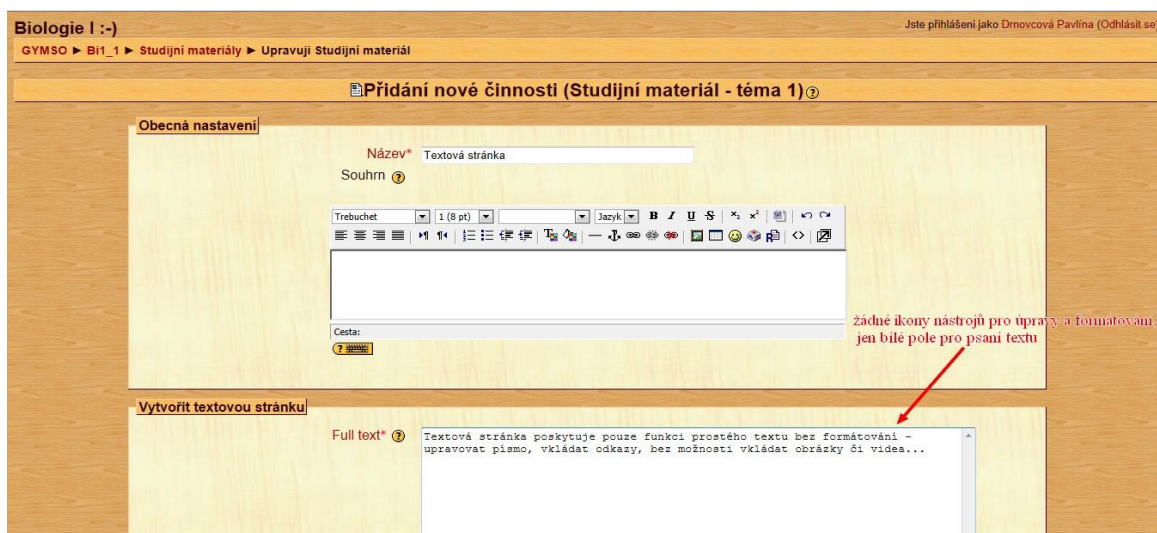 Biologie I :-)
Jste přihlášeni jako Drnovcová Pavlína (Odhlásit se)
GYMSO ► Bi1_1 ► Studijní materiály ► Upravuji Studijní materiál
Přidání nové činnosti (Studijní materiál - téma 1)
Obecná nastavení
Název* Textová stránka
Souhrn
Trebuchet 1 (8 pt) Jazyk B I U S
Cesta:
žádné ikony nástrojů pro úpravy a formátování
jen bílé pole pro psaní textu
Vytvořit textovou stránku
Full text* Textová stránka poskytuje pouze funkci prostého textu bez formátování -
upravovat písmo, vkládat odkazy, bez možnosti vkládat obrázky či videa...